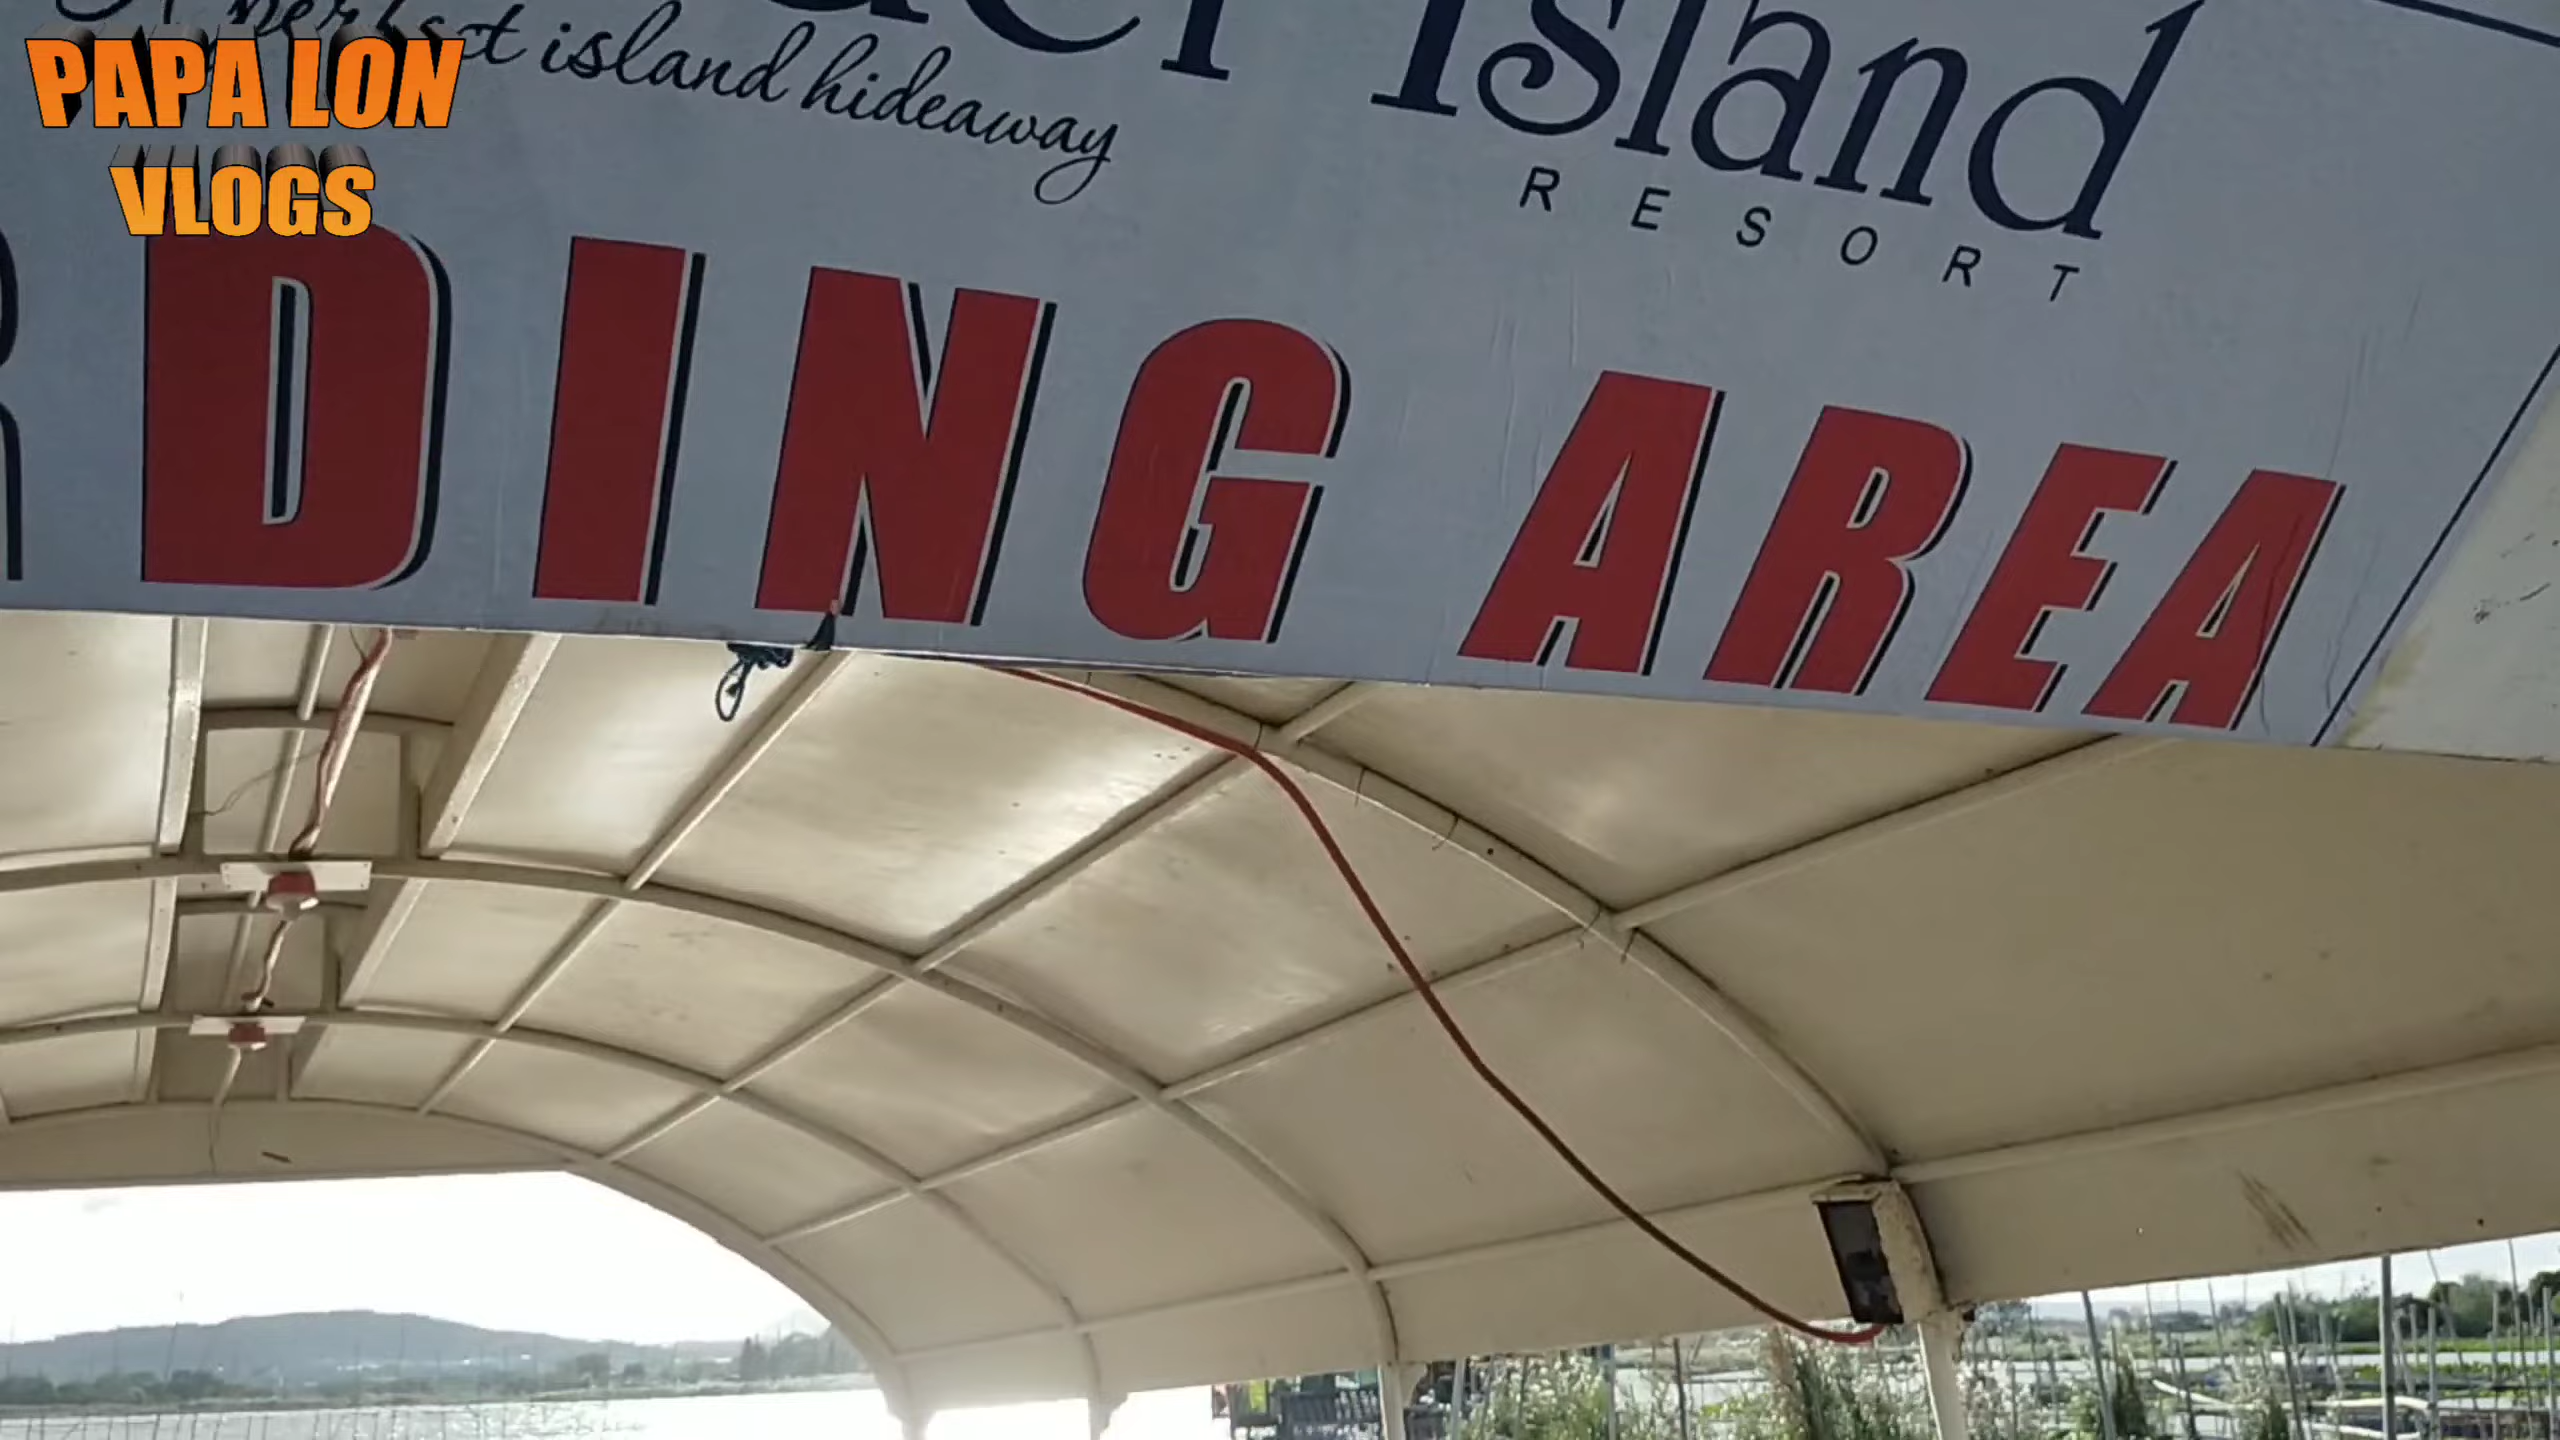 island hideaway
Island
RESORT
PAPA LON
VLOGS
DING AREA